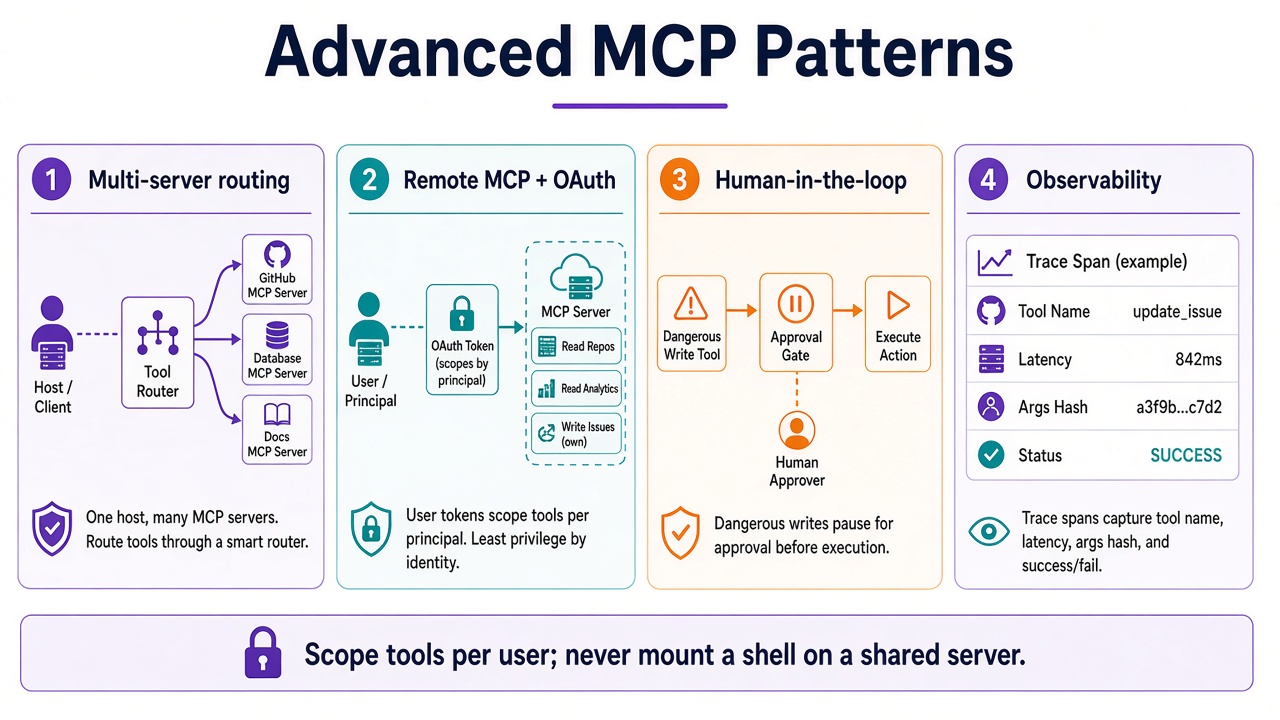 Advanced MCP Patterns
1 Multi-server routing
Host /
Client
Tool
Router
GitHub
MCP Server
Database
MCP Server
Docs
MCP Server
One host, many MCP servers.
Route tools through a smart router.
2 Remote MCP + OAuth
User /
Principal
OAuth Token
(scopes by
principal)
MCP Server
Read Repos
Read Analytics
Write Issues
(own)
User tokens scope tools per
principal. Least privilege by
identity.
3 Human-in-the-loop
Dangerous
Write Tool
Approval
Gate
Execute
Action
Human
Approver
Dangerous writes pause for
approval before execution.
4 Observability
Trace Span (example)
Tool Name update_issue
Latency 842ms
Args Hash a3f9b...c7d2
Status SUCCESS
Trace spans capture tool name,
latency, args hash, and
success/fail.
Scope tools per user; never mount a shell on a shared server.